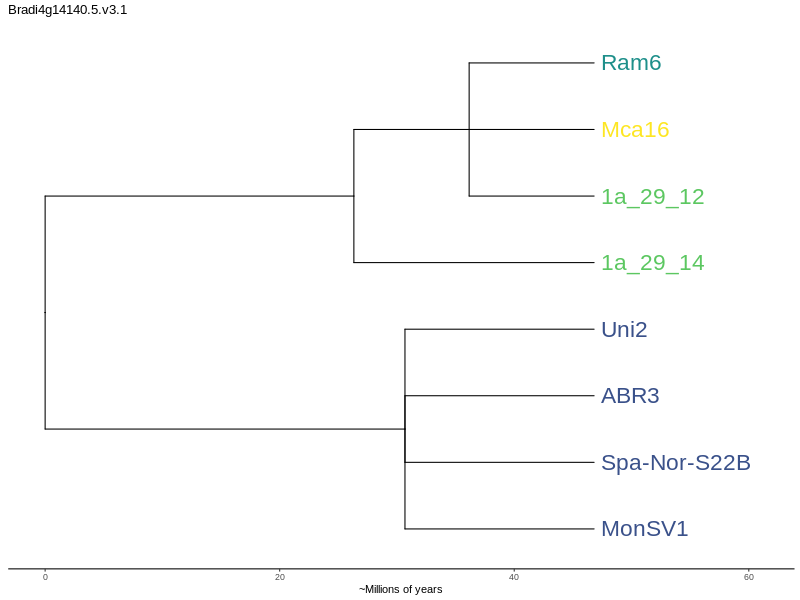 Bradi4g14140.5.v3.1
Ram6
Mca16
1a_29_12
1a_29_14
Uni2
ABR3
Spa-Nor-S22B
MonSV1
0 20 40 60
~Millions of years